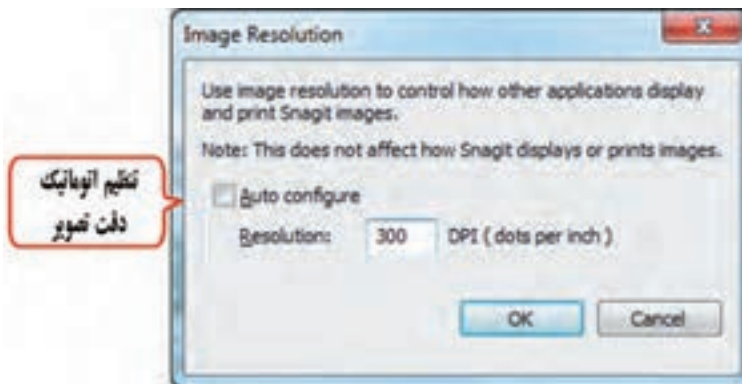 Image Resolution
Use image resolution to control how other applications display
and print Snagit images.
Note: This does not affect how Snagit displays or prints images.
تنظیم اتوماتیک
دقت تصویر
Auto configure
Resolution: 300 DPI ( dots per inch )
OK Cancel